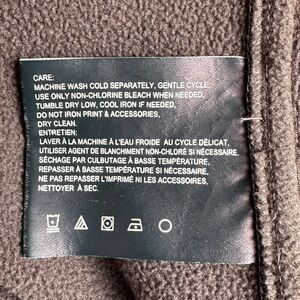 CARE:
MACHINE WASH COLD SEPARATELY, GENTLE CYCLE,
USE ONLY NON-CHLORINE BLEACH WHEN NEEDED,
TUMBLE DRY LOW, COOL IRON IF NEEDED,
DO NOT IRON PRINT & ACCESSORIES,
DRY CLEAN.
ENTRETIEN:
LAVER À LA MACHINE À L'EAU FROIDE AU CYCLE DÉLICAT,
UTILISER AGENT DE BLANCHIMENT NON-CHLORÉ SI NÉCESSAIRE,
SÉCHAGE PAR CULBUTAGE À BASSE TEMPÉRATURE,
REPASSER À BASSE TEMPÉRATURE SI NÉCESSAIRE,
NE PAS REPASSER L'IMPRIMÉ NI LES ACCESSOIRES,
NETTOYER À SEC.